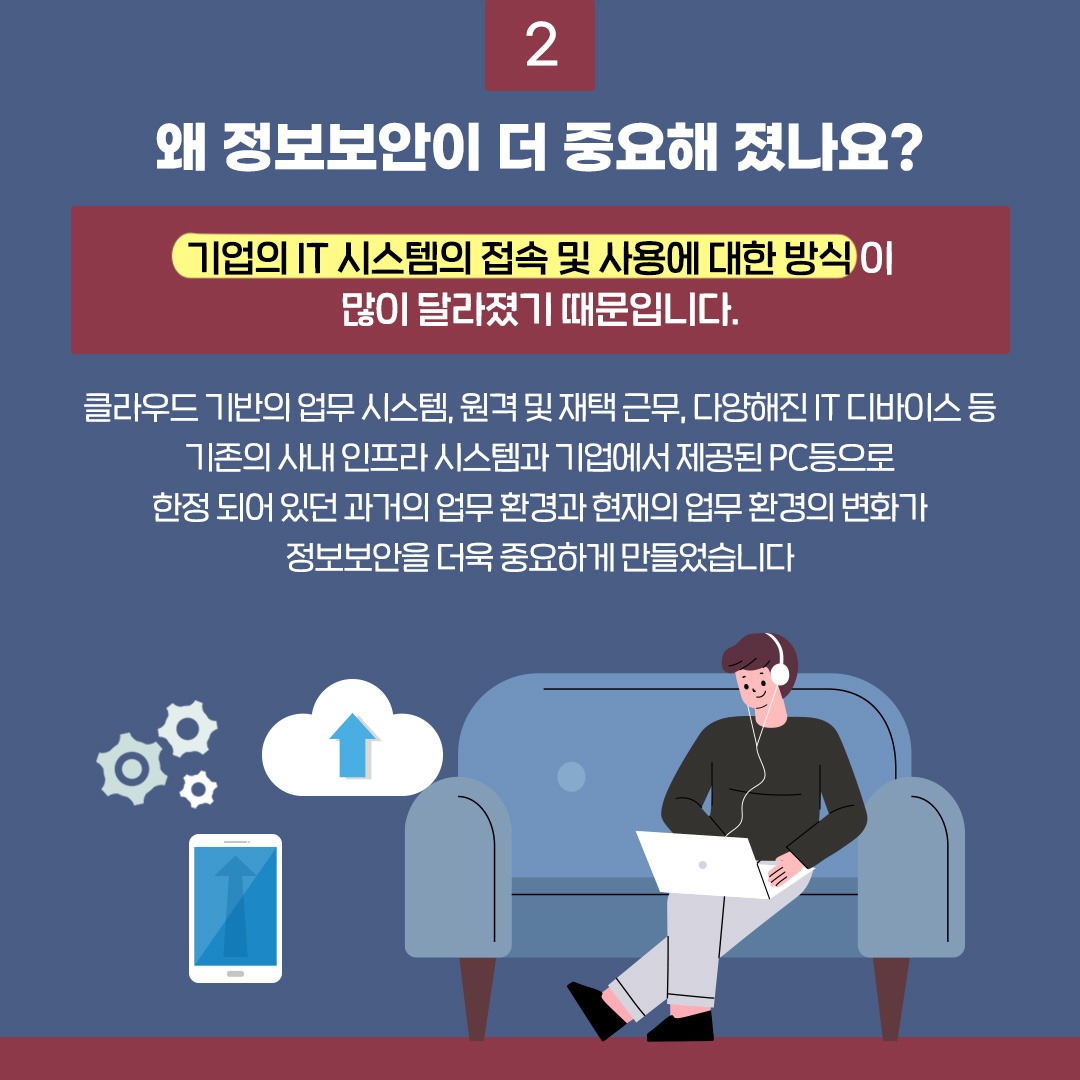 2
왜 정보보안이 더 중요해 졌나요?
기업의 IT 시스템의 접속 및 사용에 대한 방식이
많이 달라졌기 때문입니다.
클라우드 기반의 업무 시스템, 원격 및 재택 근무, 다양해진 IT 디바이스 등
기존의 사내 인프라 시스템과 기업에서 제공된 PC등으로
한정 되어 있던 과거의 업무 환경과 현재의 업무 환경의 변화가
정보보안을 더욱 중요하게 만들었습니다